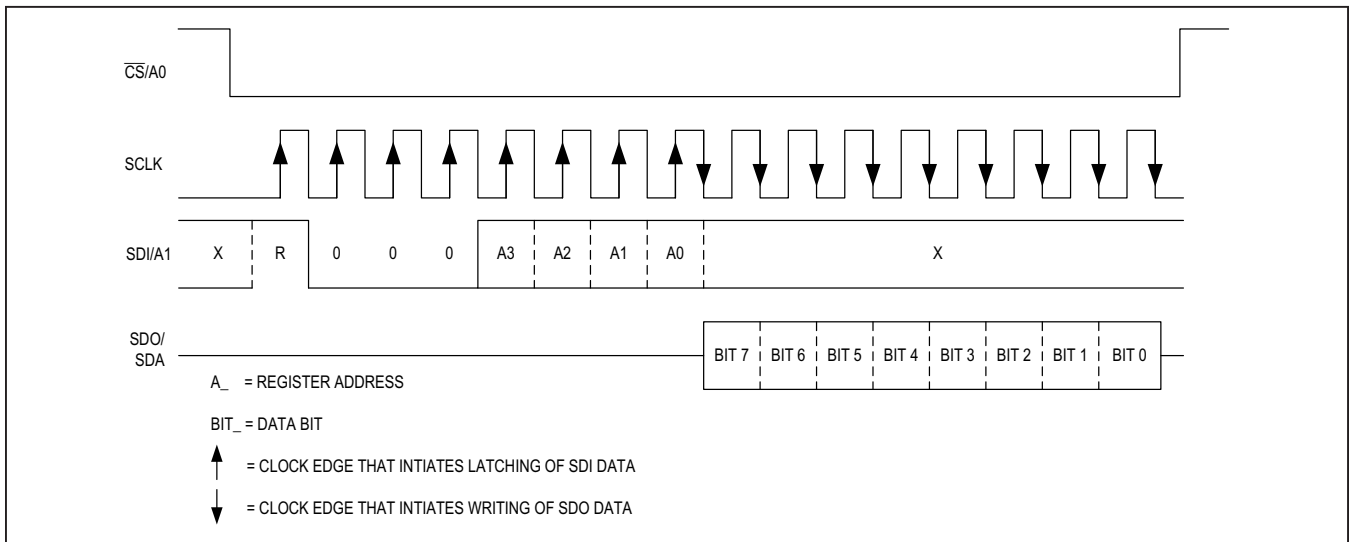 CS/A0
SCLK
SDI/A1 X R 0 0 0 A3 A2 A1 A0 X
SDO/
SDA
BIT 7 BIT 6 BIT 5 BIT 4 BIT 3 BIT 2 BIT 1 BIT 0
A_ = REGISTER ADDRESS
BIT_ = DATA BIT
= CLOCK EDGE THAT INTIATES LATCHING OF SDI DATA
= CLOCK EDGE THAT INTIATES WRITING OF SDO DATA